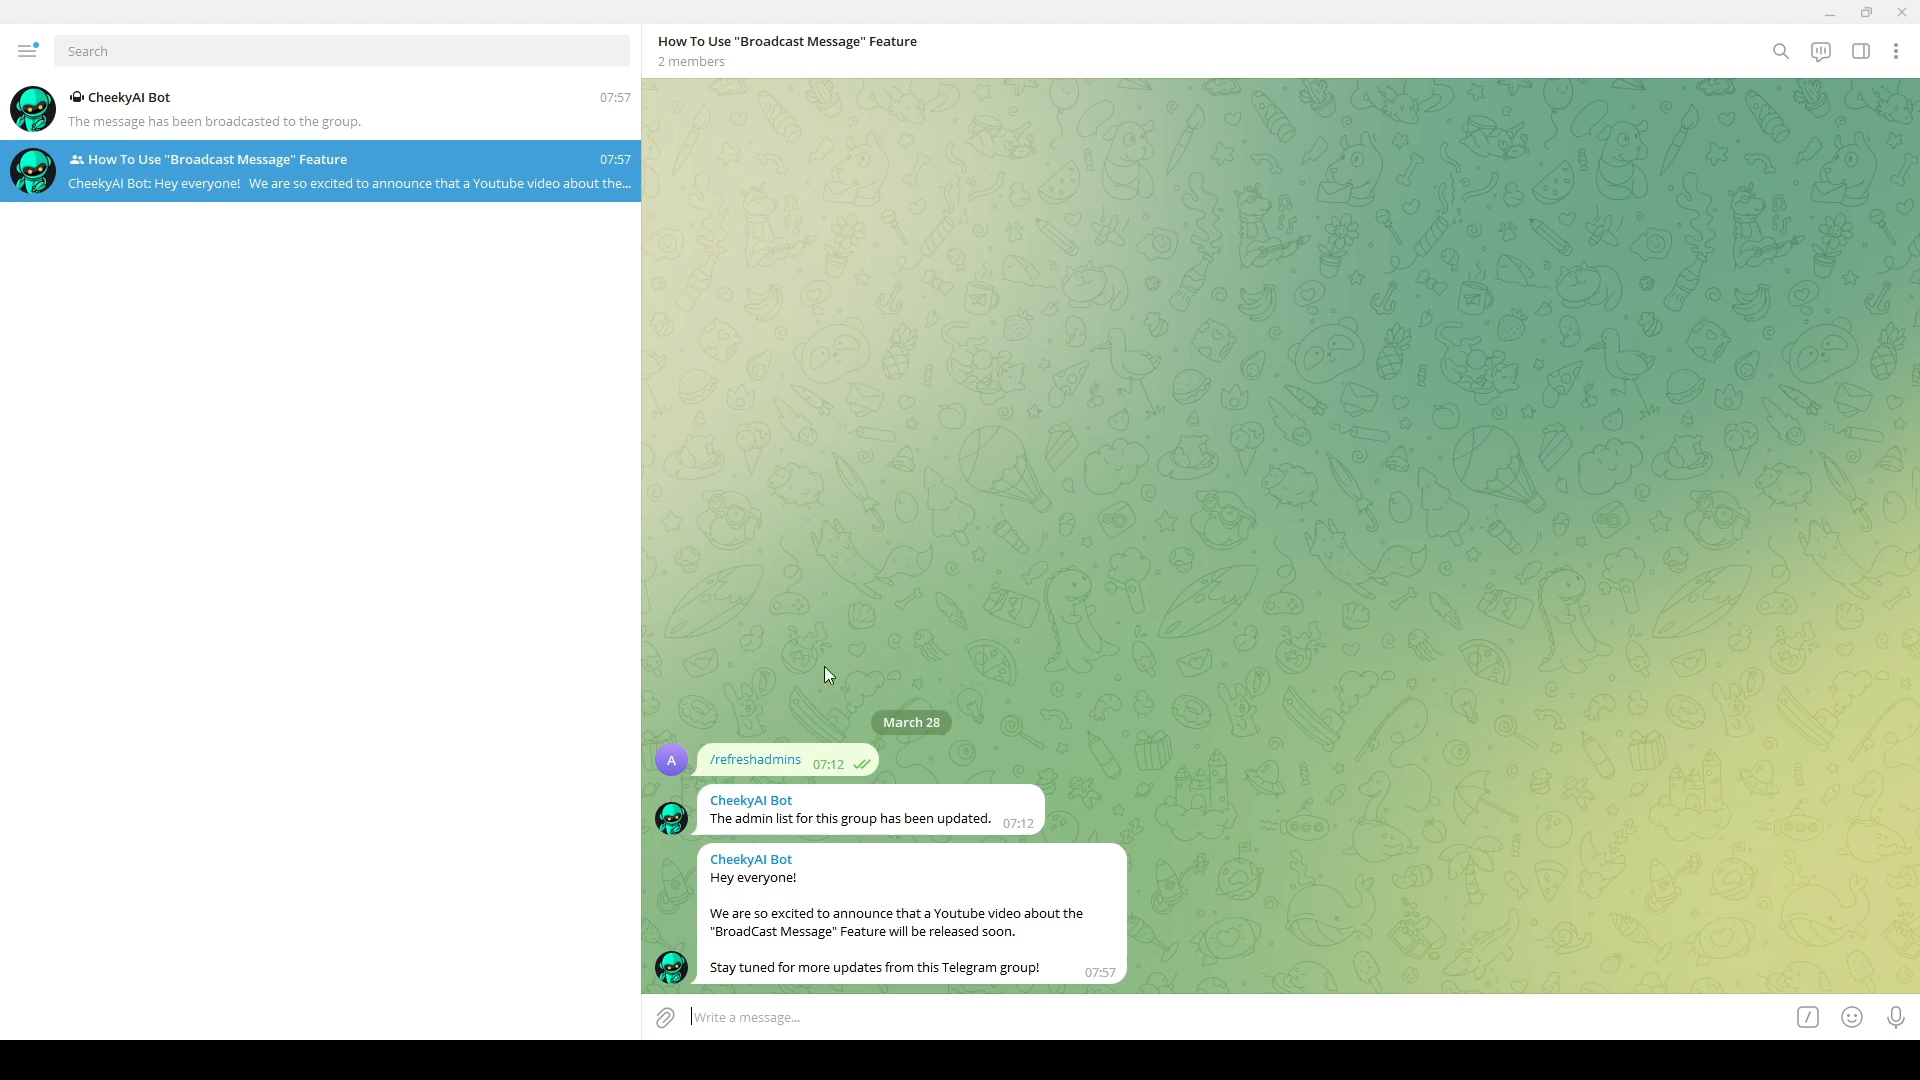 Search
CheekyAI Bot 07:57
The message has been broadcasted to the group.
How To Use "Broadcast Message" Feature 07:57
CheekyAI Bot: Hey everyone!   We are so excited to announce that a Youtube video about the...
How To Use "Broadcast Message" Feature
2 members
March 28
A
/refreshadmins 07:12
CheekyAI Bot
The admin list for this group has been updated. 07:12
CheekyAI Bot
Hey everyone!
We are so excited to announce that a Youtube video about the
"BroadCast Message" Feature will be released soon.
Stay tuned for more updates from this Telegram group! 07:57
Write a message...